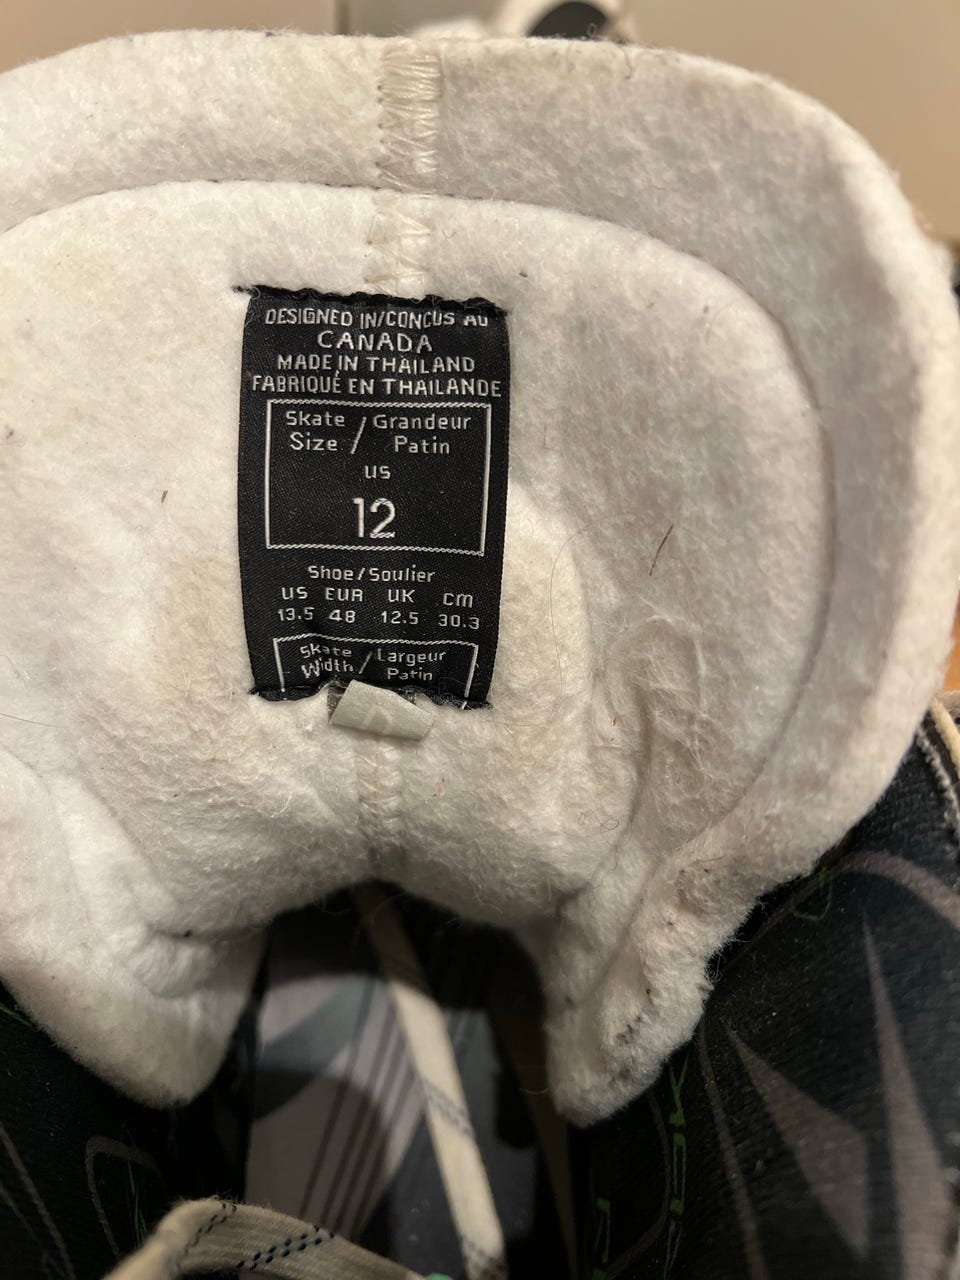 DESIGNED IN/CONCUS AU
CANADA
MADE IN THAILAND
FABRIQUÉ EN THAILANDE
Skate / Grandeur
Size / Patin
US
12
Shoe/Soulier
US EUR UK cm
13.5 48 12.5 30.3
Skate / Largeur
Width / Patin